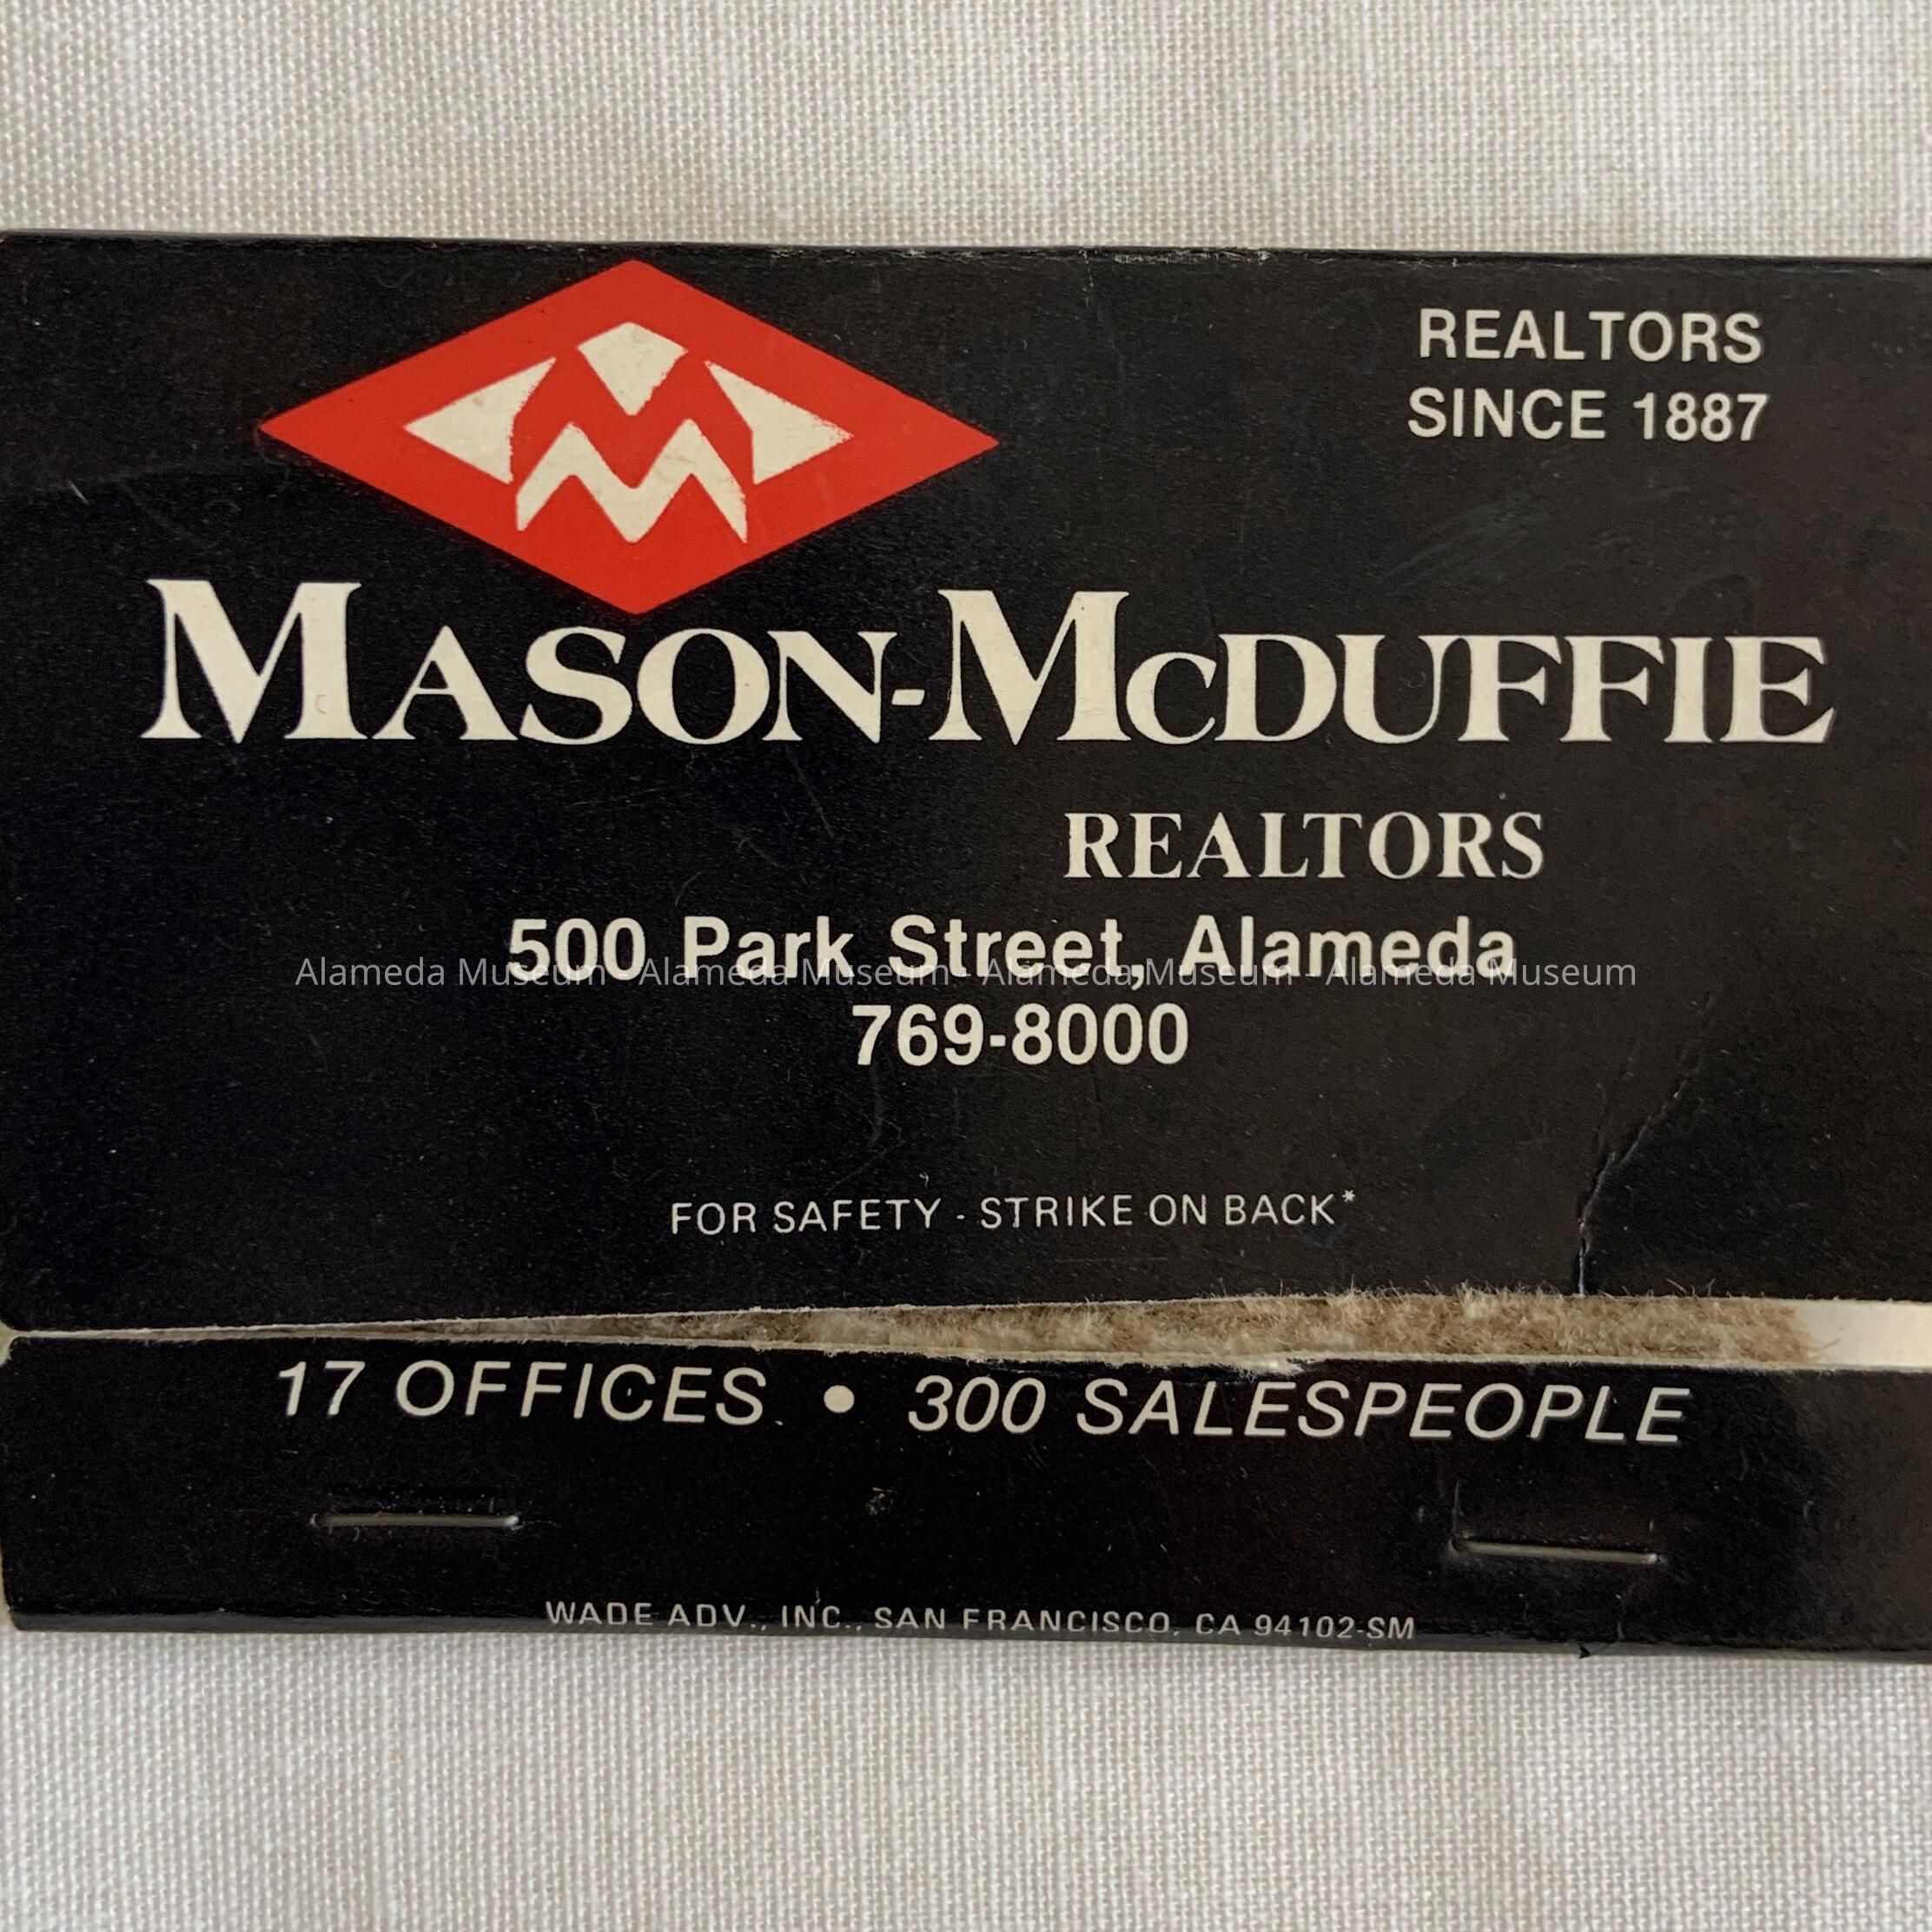 REALTORS
SINCE 1887
MASON-McDUFFIE
REALTORS
500 Park Street, Alameda
Alameda Museum - Alameda Museum - Alameda Museum - Alameda Museum
769-8000
FOR SAFETY - STRIKE ON BACK*
17 OFFICES • 300 SALESPEOPLE
WADE ADV., INC., SAN FRANCISCO, CA 94102-SM